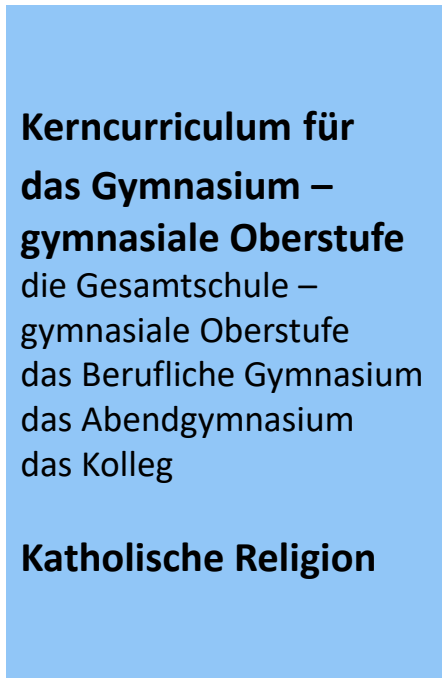 Kerncurriculum für
das Gymnasium –
gymnasiale Oberstufe
die Gesamtschule –
gymnasiale Oberstufe
das Berufliche Gymnasium
das Abendgymnasium
das Kolleg
Katholische Religion